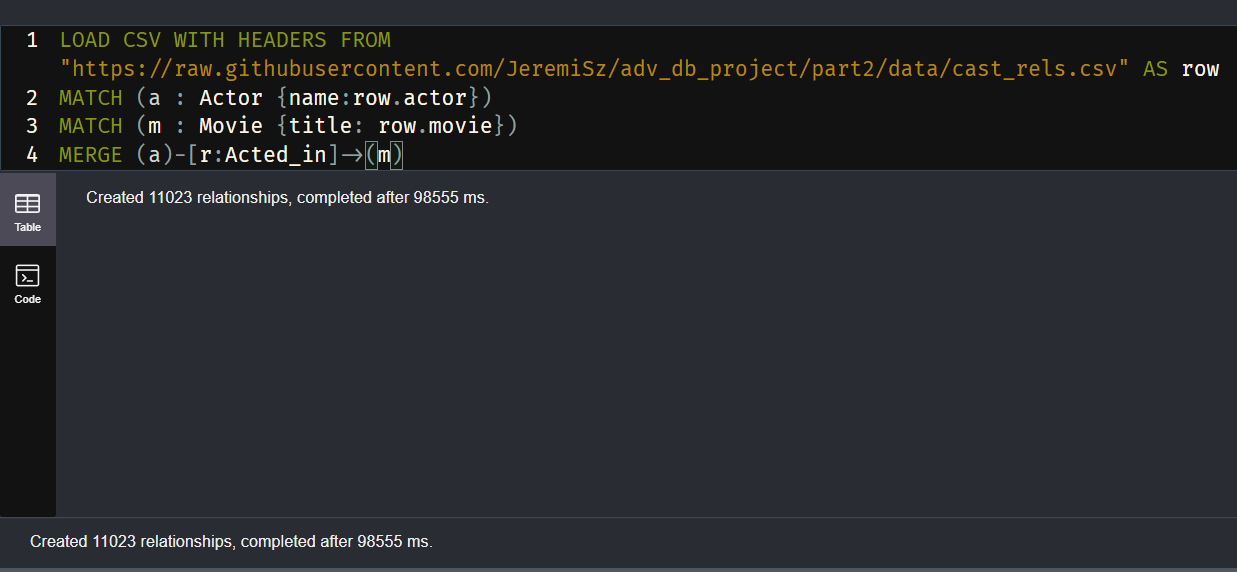 1 LOAD CSV WITH HEADERS FROM
"https://raw.githubusercontent.com/JeremiSz/adv_db_project/part2/data/cast_rels.csv" AS row
2 MATCH (a : Actor {name:row.actor})
3 MATCH (m : Movie {title: row.movie})
4 MERGE (a)-[r:Acted_in]→(m)
Created 11023 relationships, completed after 98555 ms.
Table
Code
Created 11023 relationships, completed after 98555 ms.